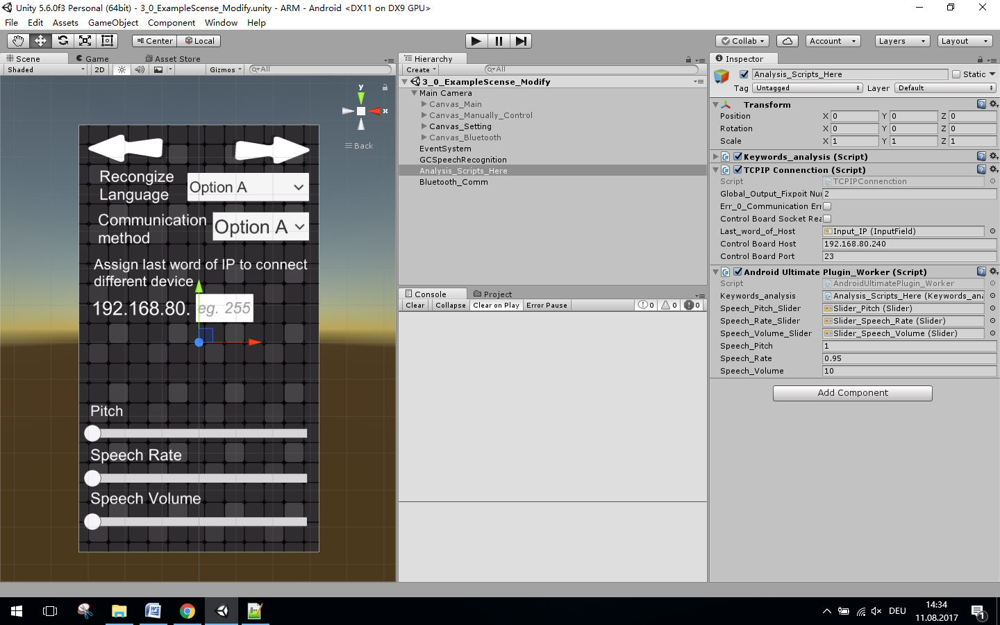 Unity 5.6.0f3 Personal (64bit) - 3_0_ExampleScense_Modify.unity - ARM - Android <DX11 on DX9 GPU>
File Edit Assets GameObject Component Window Help
Center Local
Collab Account Layers Layout
Scene Game Asset Store
Shaded 2D Gizmos All
y
x
Back
Recongize
Language
Option A
Communication
method
Option A
Assign last word of IP to connect
different device
192.168.80. eg. 255
Pitch
Speech Rate
Speech Volume
Hierarchy
Create All
3_0_ExampleScense_Modify
Main Camera
Canvas_Main
Canvas_Manually_Control
Canvas_Setting
Canvas_Bluetooth
EventSystem
GCSpeechRecognition
Analysis_Scripts_Here
Bluetooth_Comm
Console Project
Clear Collapse Clear on Play Error Pause 0 0 0
Inspector
Analysis_Scripts_Here Static
Tag Untagged Layer Default
Transform
Position X 0 Y 0 Z 0
Rotation X 0 Y 0 Z 0
Scale X 1 Y 1 Z 1
Keywords_analysis (Script)
TCPIP Connenction (Script)
Script TCPIPConnenction
Global_Output_Fixpoit Nu 2
Err_0_Communication Err
Control Board Socket Rea
Last_word_of_Host Input_IP (InputField)
Control Board Host 192.168.80.240
Control Board Port 23
Android Ultimate Plugin_Worker (Script)
Script AndroidUltimatePlugin_Worker
Keywords_analysis Analysis_Scripts_Here (Keywords_ana
Speech_Pitch_Slider Slider_Pitch (Slider)
Speech_Rate_Slider Slider_Speech_Rate (Slider)
Speech_Volume_Slider Slider_Speech_Volume (Slider)
Speech_Pitch 1
Speech_Rate 0.95
Speech_Volume 10
Add Component
DEU
14:34
11.08.2017
1